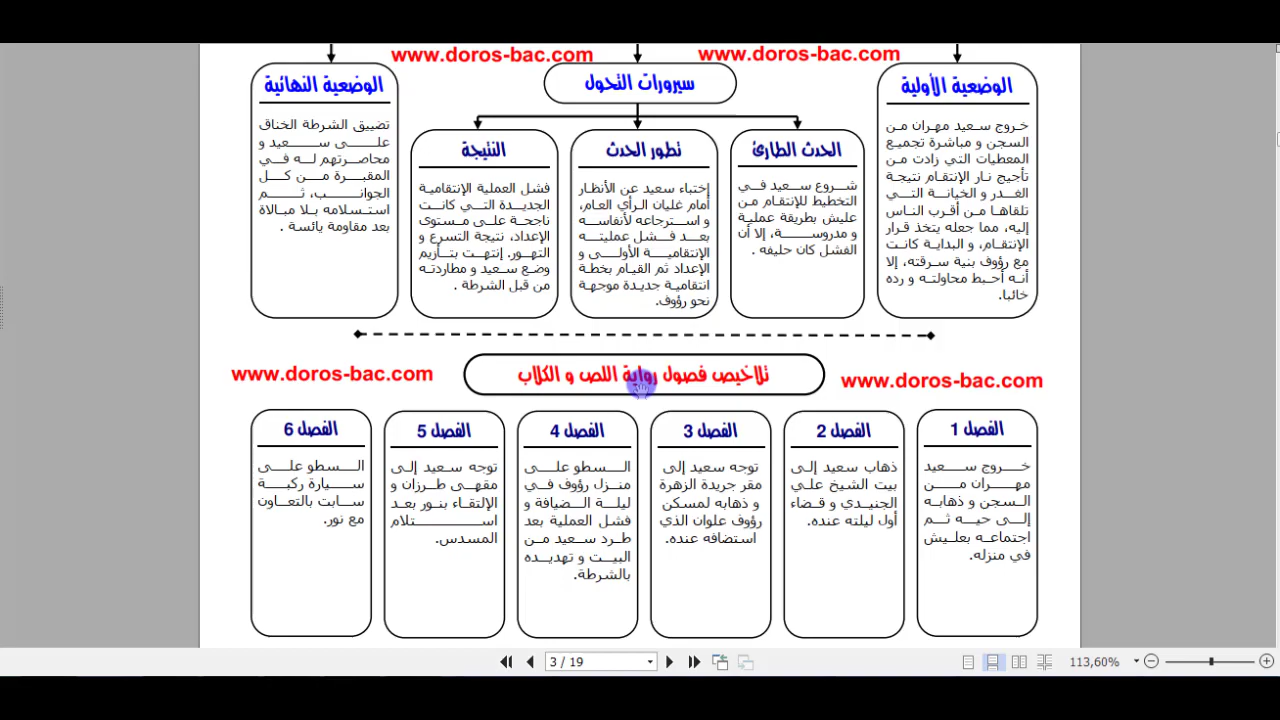 www.doros-bac.com
www.doros-bac.com
الوضعية الأولية
خروج سعيد مهران من
السجن و مباشرة تجميع
المعطيات التي زادت من
تأجيج نار الإنتقام نتيجة
الغدر و الخيانة التي
تلقاها من أقرب الناس
إليه، مما جعله يتخذ قرار
الإنتقام، و البداية كانت
مع رؤوف بنية سرقته، إلا
أنه أحبط محاولته و رده
خائبا.
سيرورات التحول
الحدث الطارئ
شروع سعيد في
التخطيط للإنتقام من
عليش بطريقة عملية
و مدروسة، إلا أن
الفشل كان حليفه .
تطور الحدث
إختباء سعيد عن الأنظار
أمام غليان الرأي العام،
و استرجاعه لأنفاسه
بعد فشل عمليته
الإنتقامية الأولى و
الإعداد ثم القيام بخطة
انتقامية جديدة موجهة
نحو رؤوف.
النتيجة
فشل العملية الإنتقامية
الجديدة التي كانت
ناجحة على مستوى
الإعداد، نتيجة التسرع و
التهور. إنتهت بتأزيم
وضع سعيد و مطاردته
من قبل الشرطة .
الوضعية النهائية
تضييق الشرطة الخناق
على سعيد و
محاصرتهم له في
المقبرة من كل
الجوانب، ثم
استسلامه بلا مبالاة
بعد مقاومة يائسة .
www.doros-bac.com
تلاخيص فصول رواية اللص و الكلاب
www.doros-bac.com
الفصل 1
خروج سعيد
مهران من
السجن و ذهابه
إلى حيه ثم
اجتماعه بعليش
في منزله.
الفصل 2
ذهاب سعيد إلى
بيت الشيخ علي
الجنيدي و قضاء
أول ليلته عنده.
الفصل 3
توجه سعيد إلى
مقر جريدة الزهرة
و ذهابه لمسكن
رؤوف علوان الذي
استضافه عنده.
الفصل 4
السطو على
منزل رؤوف في
ليلة الضيافة و
فشل العملية بعد
طرد سعيد من
البيت و تهديده
بالشرطة.
الفصل 5
توجه سعيد إلى
مقهى طرزان و
الإلتقاء بنور بعد
استلام
المسدس.
الفصل 6
السطو على
سيارة ركبة
سابت بالتعاون
مع نور.
3 / 19
113,60%